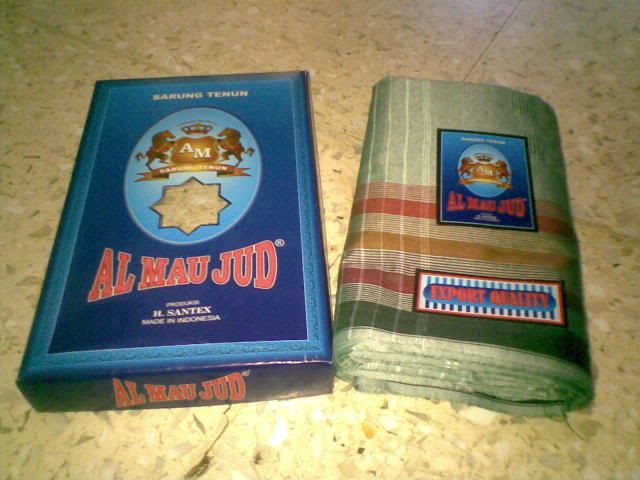 SARUNG TENUN
AM
SARUNG TENUN
AL MAU JUD®
PRODUKSI
H. SANTEX
MADE IN INDONESIA
AL MAU JUD®
SARUNG TENUN
AM
AL MAU JUD
EXPORT QUALITY